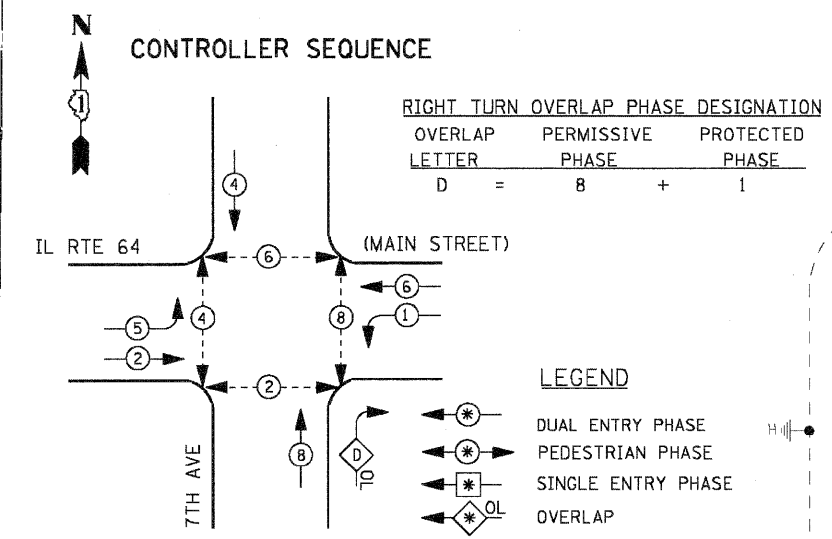 N
CONTROLLER SEQUENCE
1
RIGHT TURN OVERLAP PHASE DESIGNATION
OVERLAP LETTER PERMISSIVE PHASE PROTECTED PHASE
D = 8 + 1
4
IL RTE 64
6
(MAIN STREET)
6
5
4
8
1
2
2
LEGEND
8
D
OL
7TH AVE
* DUAL ENTRY PHASE
* PEDESTRIAN PHASE
* SINGLE ENTRY PHASE
* OL OVERLAP
H